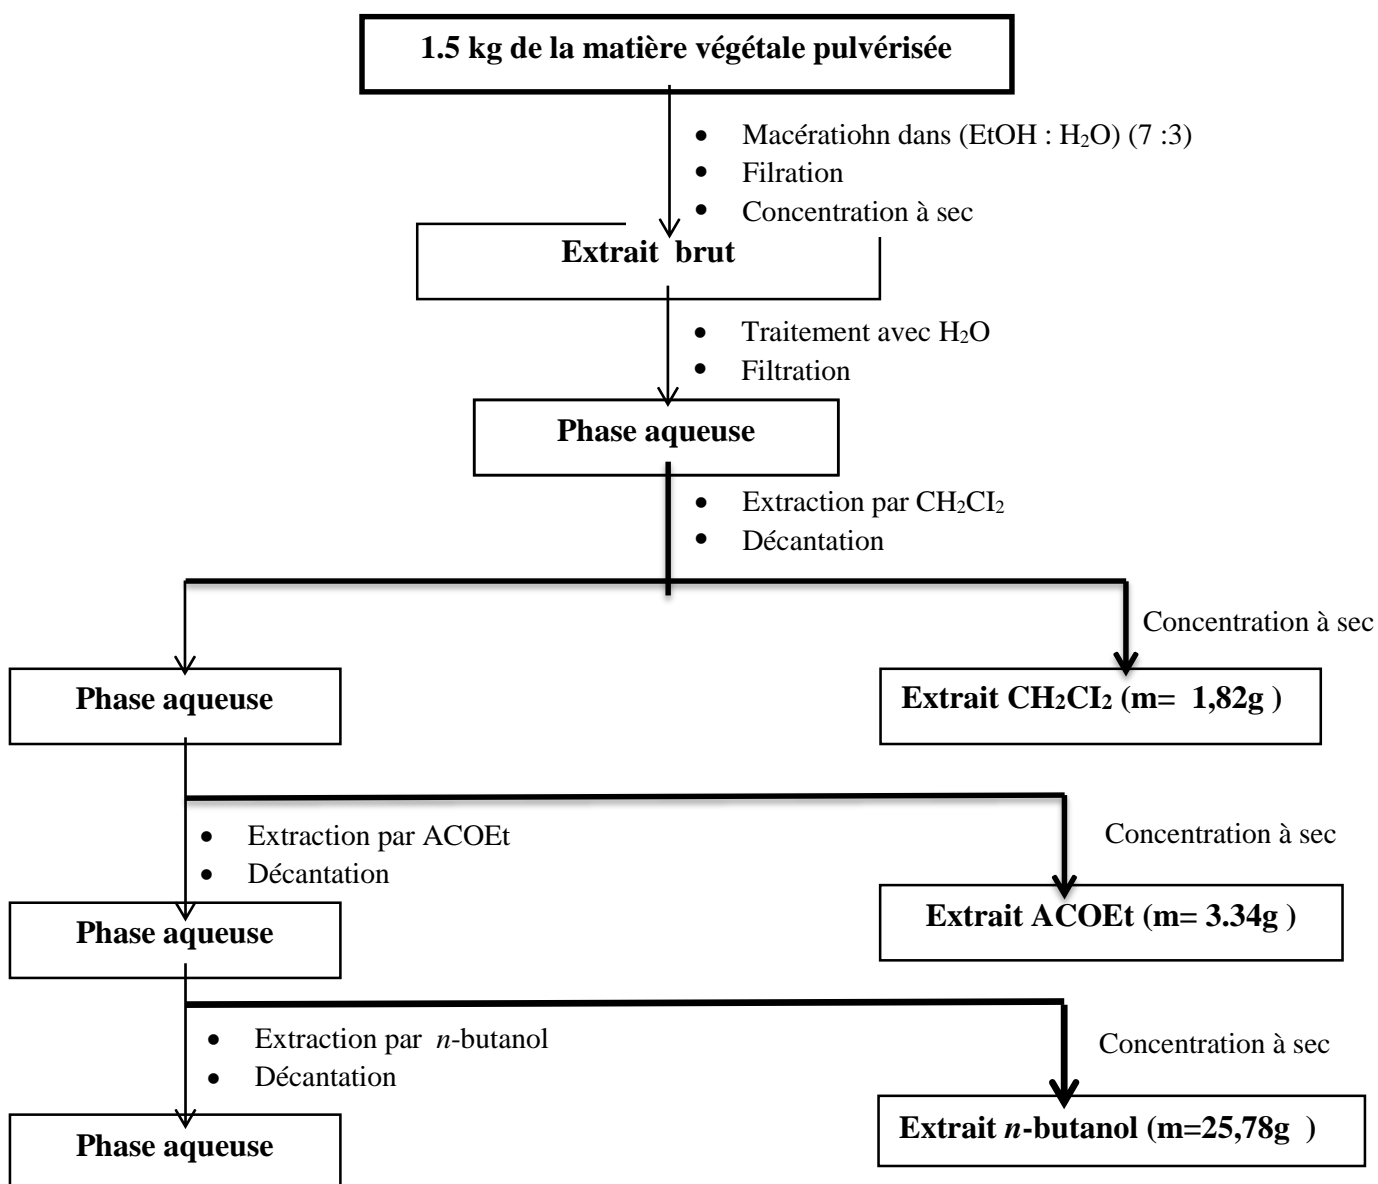 1.5 kg de la matière végétale pulvérisée
• Macératiohn dans (EtOH : H₂O) (7 :3)
• Filration
• Concentration à sec
Extrait brut
• Traitement avec H₂O
• Filtration
Phase aqueuse
• Extraction par CH₂CI₂
• Décantation
Concentration à sec
Phase aqueuse
Extrait CH₂CI₂ (m= 1,82g )
• Extraction par ACOEt
• Décantation
Concentration à sec
Phase aqueuse
Extrait ACOEt (m= 3.34g )
• Extraction par n-butanol
• Décantation
Concentration à sec
Phase aqueuse
Extrait n-butanol (m=25,78g )